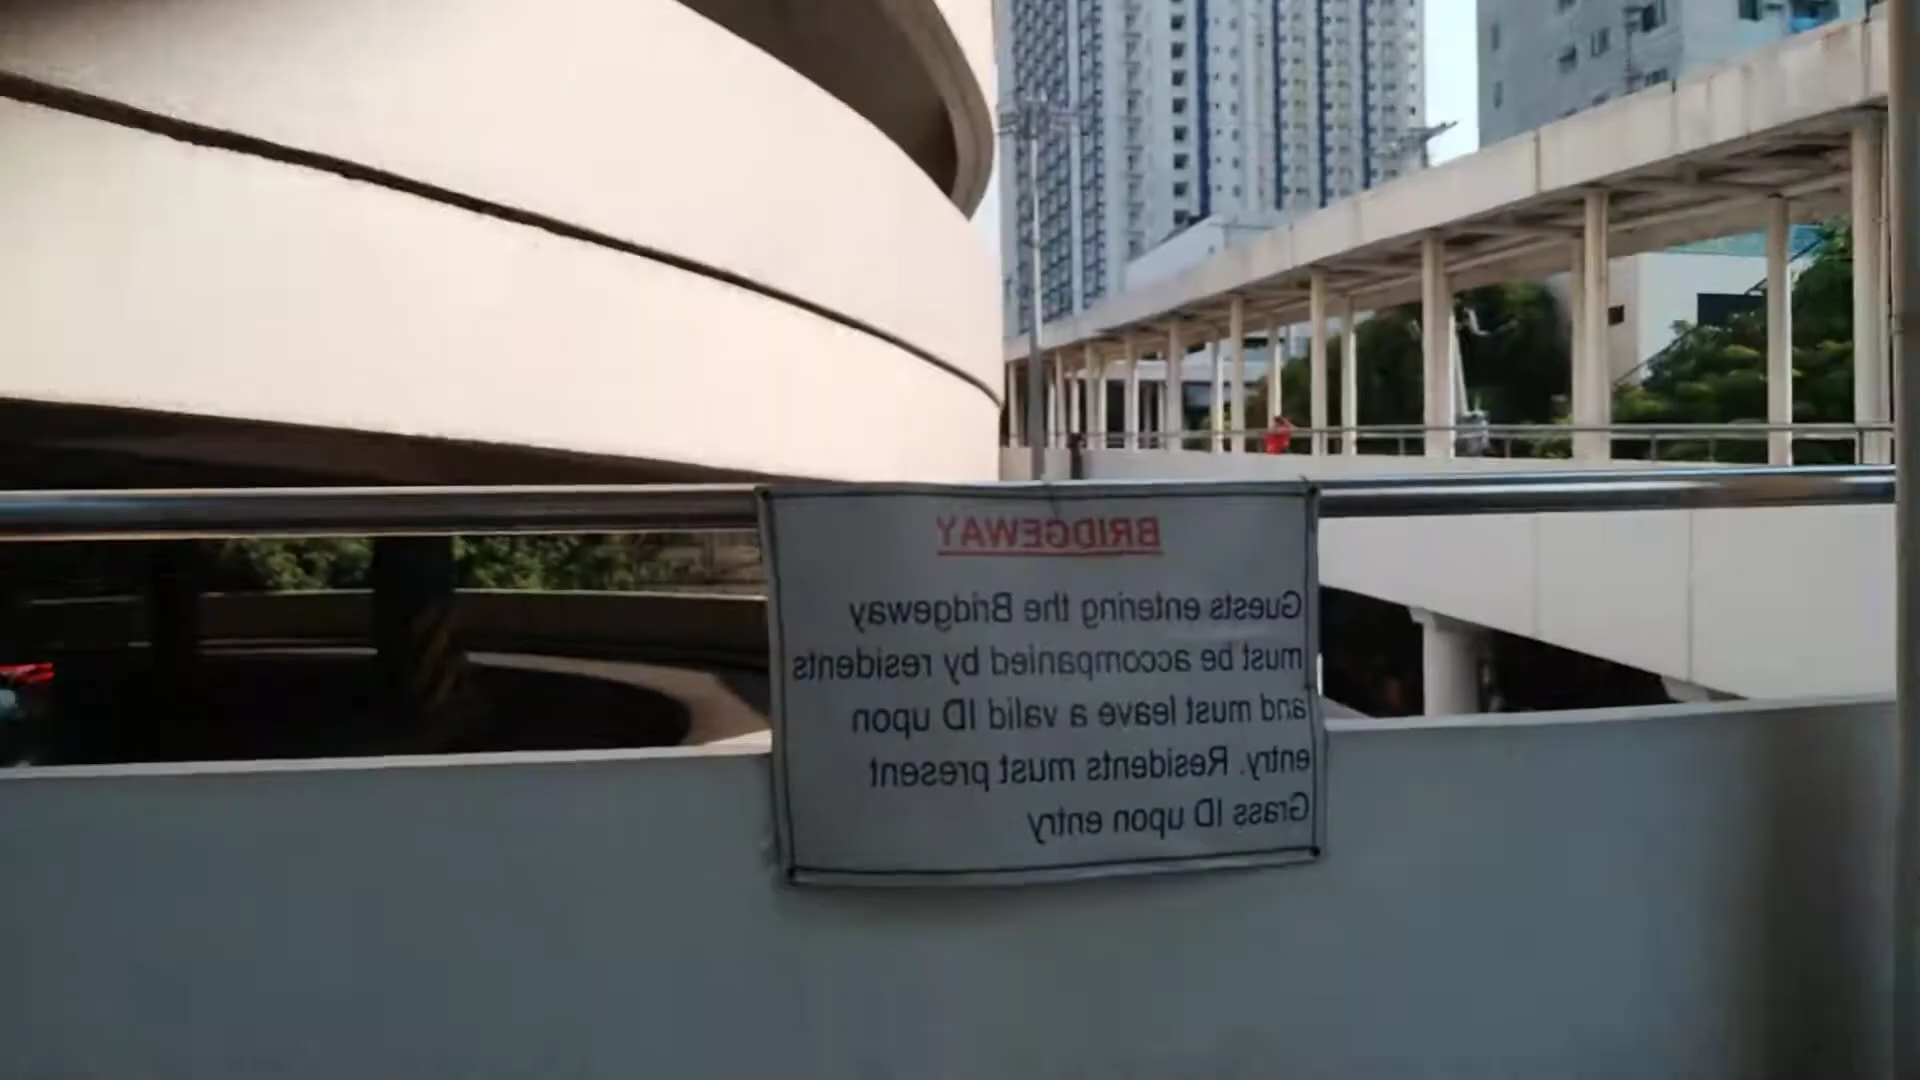 BRIDGEWAY
Guests entering the Bridgeway
must be accompanied by residents
and must leave a valid ID upon
entry. Residents must present
Grass ID upon entry